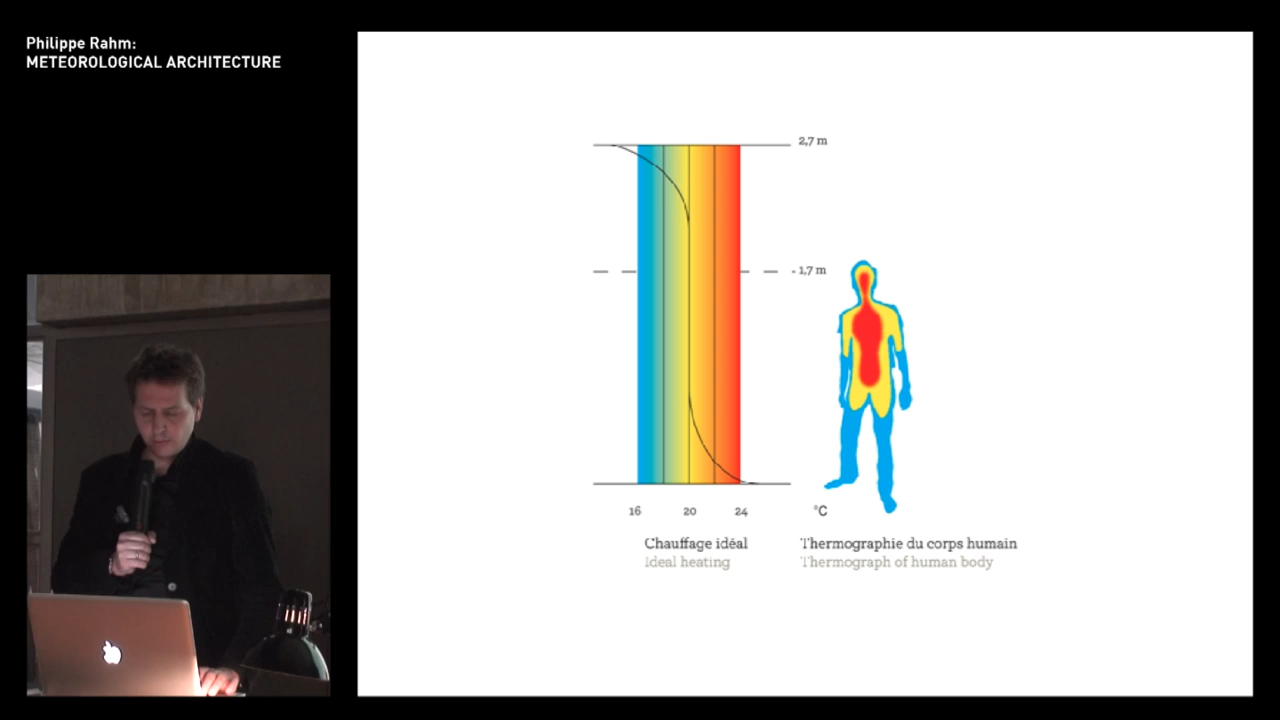 Philippe Rahm:
METEOROLOGICAL ARCHITECTURE
2,7 m
1,7 m
16 20 24 °C
Chauffage idéal
Ideal heating
Thermographie du corps humain
Thermograph of human body